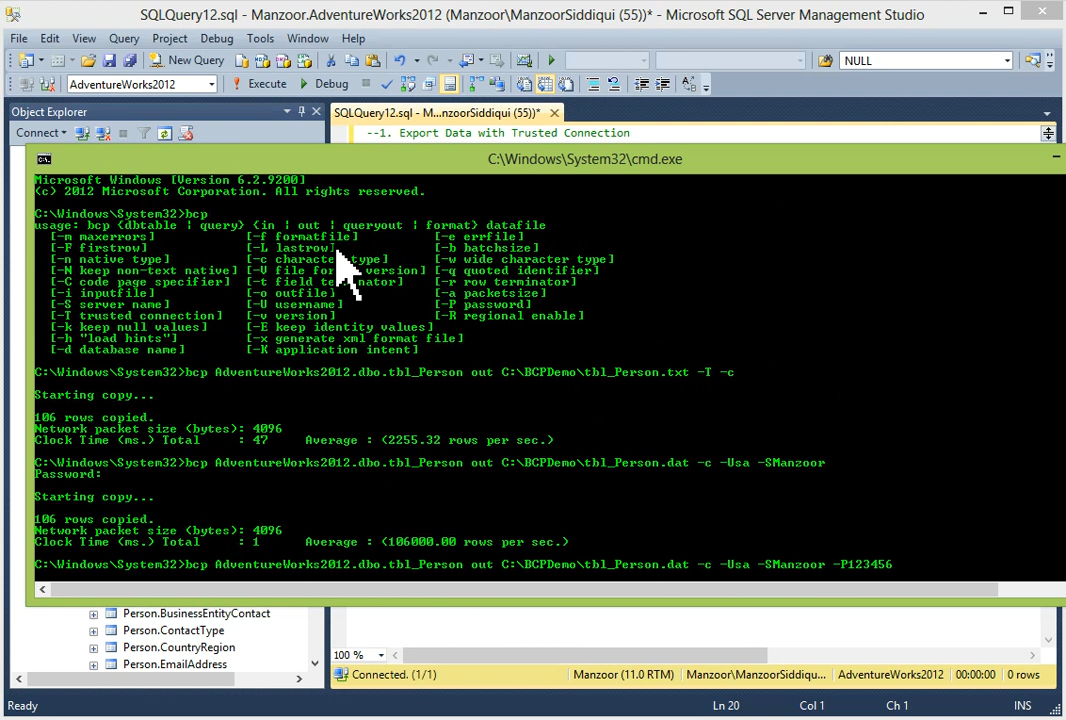 SQLQuery12.sql - Manzoor.AdventureWorks2012 (Manzoor\ManzoorSiddiqui (55))* - Microsoft SQL Server Management Studio
File Edit View Query Project Debug Tools Window Help
New Query NULL
AdventureWorks2012 Execute Debug
Object Explorer SQLQuery12.sql - M...nzoorSiddiqui (55))*
Connect --1. Export Data with Trusted Connection
C:\Windows\System32\cmd.exe
Microsoft Windows [Version 6.2.9200]
(c) 2012 Microsoft Corporation. All rights reserved.
C:\Windows\System32>bcp
usage: bcp {dbtable | query} {in | out | queryout | format} datafile
[-m maxerrors] [-f formatfile] [-e errfile]
[-F firstrow] [-L lastrow] [-b batchsize]
[-n native type] [-c character type] [-w wide character type]
[-N keep non-text native] [-V file for version] [-q quoted identifier]
[-C code page specifier] [-t field nator] [-r row terminator]
[-i inputfile] [-o outfile] [-a packetsize]
[-S server name] [-U username] [-P password]
[-T trusted connection] [-v version] [-R regional enable]
[-k keep null values] [-E keep identity values]
[-h "load hints"] [-x generate xml format file]
[-d database name] [-K application intent]
C:\Windows\System32>bcp AdventureWorks2012.dbo.tbl_Person out C:\BCPDemo\tbl_Person.txt -T -c
Starting copy...
106 rows copied.
Network packet size (bytes): 4096
Clock Time (ms.) Total : 47 Average : (2255.32 rows per sec.)
C:\Windows\System32>bcp AdventureWorks2012.dbo.tbl_Person out C:\BCPDemo\tbl_Person.dat -c -Usa -SManzoor
Password:
Starting copy...
106 rows copied.
Network packet size (bytes): 4096
Clock Time (ms.) Total : 1 Average : (106000.00 rows per sec.)
C:\Windows\System32>bcp AdventureWorks2012.dbo.tbl_Person out C:\BCPDemo\tbl_Person.dat -c -Usa -SManzoor -P123456
Person.BusinessEntityContact
Person.ContactType
Person.CountryRegion
100 %
Person.EmailAddress
Connected. (1/1) Manzoor (11.0 RTM) Manzoor\ManzoorSiddiqu... AdventureWorks2012 00:00:00 0 rows
Ready Ln 20 Col 1 Ch 1 INS